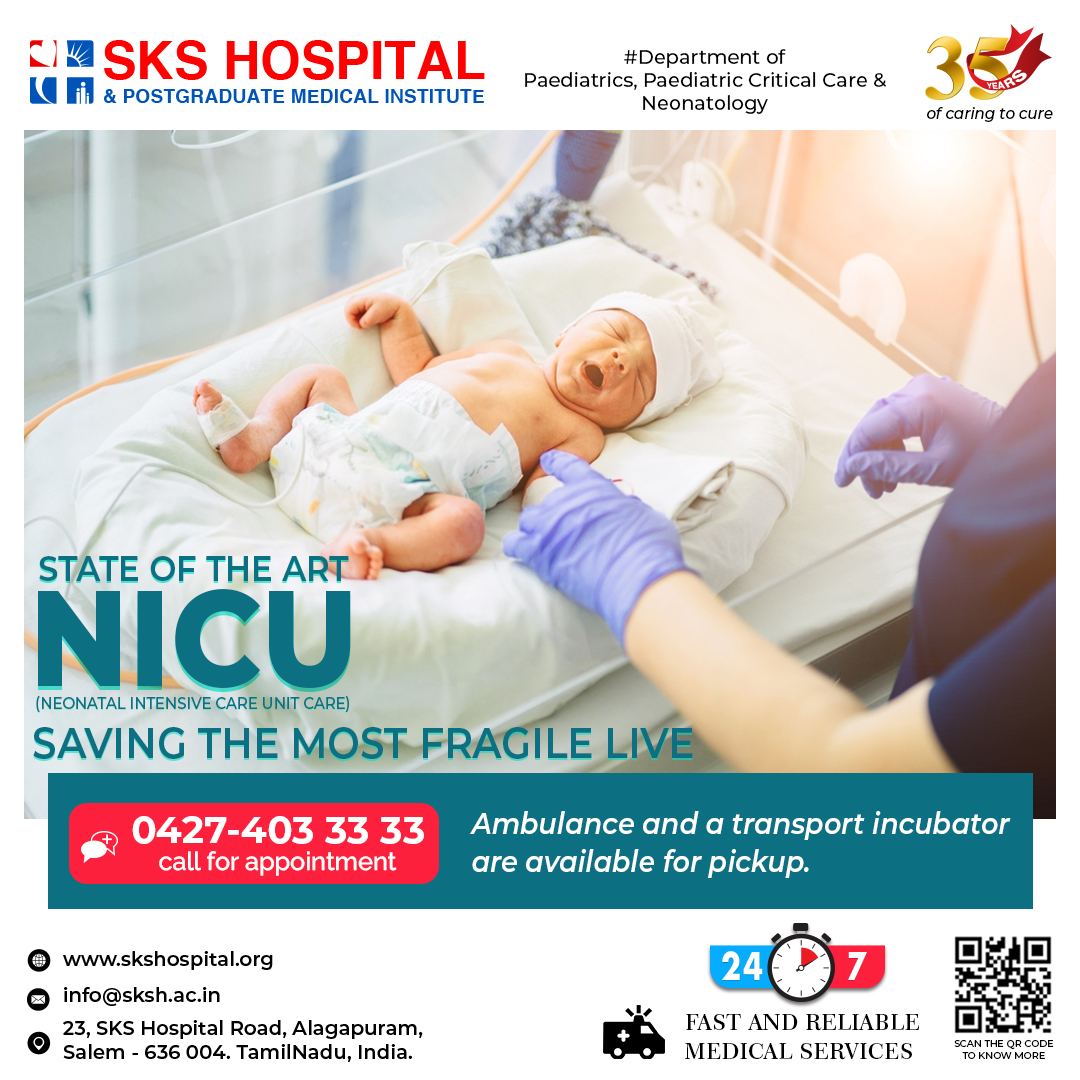 SKS HOSPITAL
& POSTGRADUATE MEDICAL INSTITUTE
#Department of
Paediatrics, Paediatric Critical Care &
Neonatology
35
YEARS
of caring to cure
STATE OF THE ART
NICU
(NEONATAL INTENSIVE CARE UNIT CARE)
SAVING THE MOST FRAGILE LIVE
0427-403 33 33
call for appointment
Ambulance and a transport incubator
are available for pickup.
www.skshospital.org
info@sksh.ac.in
23, SKS Hospital Road, Alagapuram,
Salem - 636 004. TamilNadu, India.
24 7
FAST AND RELIABLE
MEDICAL SERVICES
SCAN THE QR CODE
TO KNOW MORE